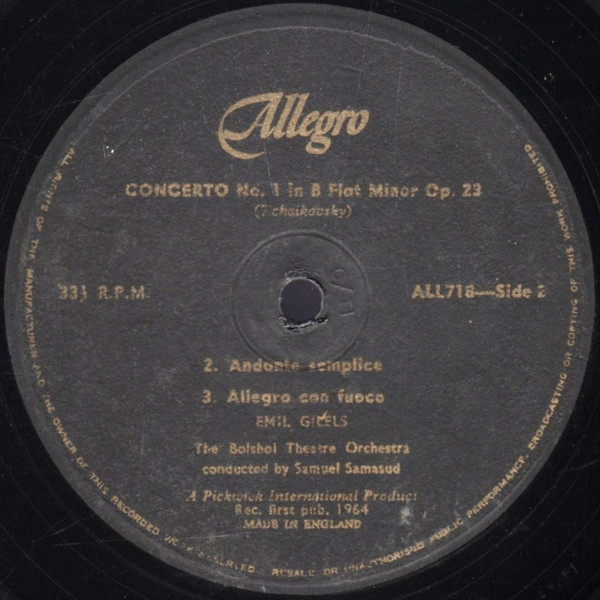 Allegro
CONCERTO No. 1 in B Flat Minor Op. 23
(Tchaikovsky)
33⅓ R.P.M.
ALL718—Side 2
2. Andante semplice
3. Allegro con fuoco
EMIL GILELS
The Bolshoi Theatre Orchestra
conducted by Samuel Samasud
A Pickwick International Product
Rec. first pub. 1964
MADE IN ENGLAND
ALL RIGHTS OF THE MANUFACTURER AND THE OWNER OF THIS RECORDED WORK RESERVED RESALE OR UNAUTHORISED PUBLIC PERFORMANCE, BROADCASTING OR COPYING OF THIS WORK PROHIBITED